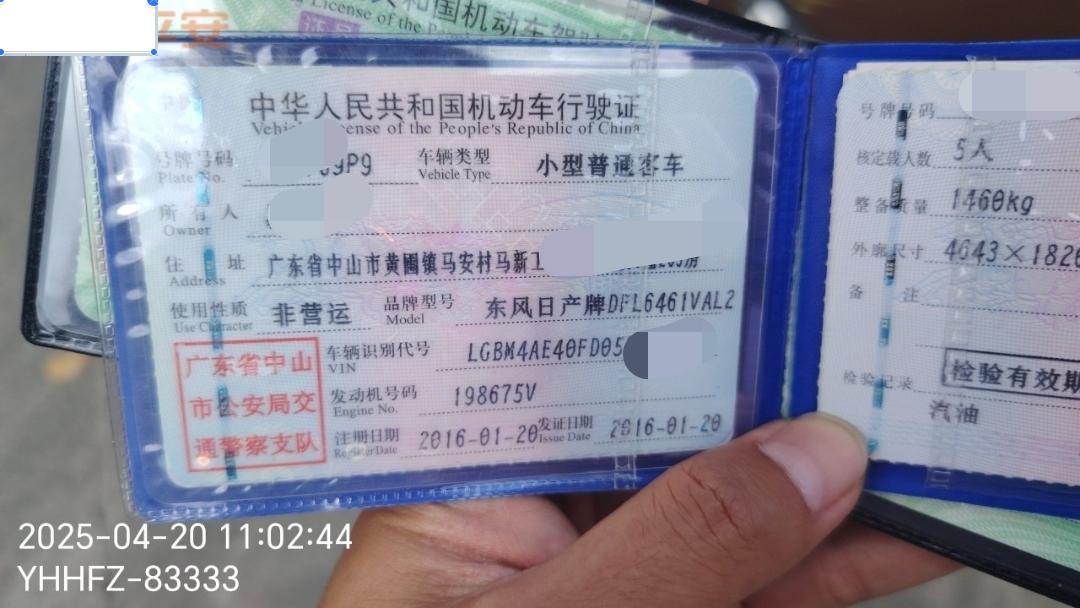 平安
License of the Pe
中华人民共和国机动车行驶证
Vehic icense of the People's Republic of China
号牌号码 Plate No. 09P9 车辆类型 Vehicle Type 小型普通客车
所有人 Owner
住址 Address 广东省中山市黄圃镇马安村马新工
使用性质 Use Character 非营运 品牌型号 Model 东风日产牌DFL6461VAL2
广东省中山
市公安局交
通警察支队
车辆识别代号 VIN LGBM4AE40FD05
发动机号码 Engine No. 198675V
注册日期 Register Date 2016-01-20 发证日期 Issue Date 2016-01-20
号牌号码
核定载人数 5人
整备质量 1460kg
外廓尺寸 4643×1826
备注
检验记录 检验有效期
汽油
2025-04-20 11:02:44
YHHFZ-83333